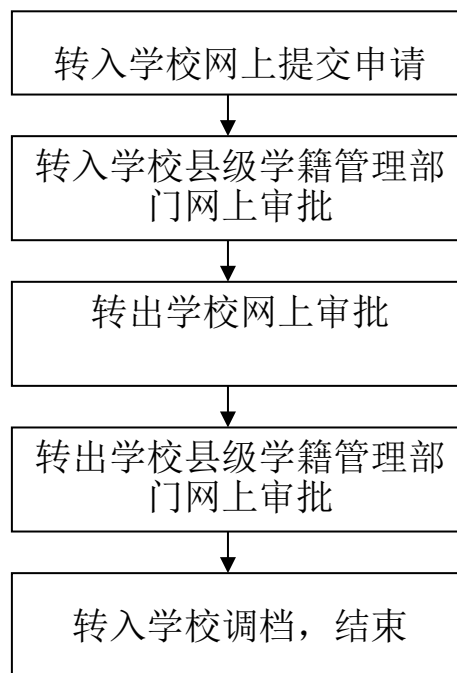 转入学校网上提交申请
转入学校县级学籍管理部
门网上审批
转出学校网上审批
转出学校县级学籍管理部
门网上审批
转入学校调档，结束